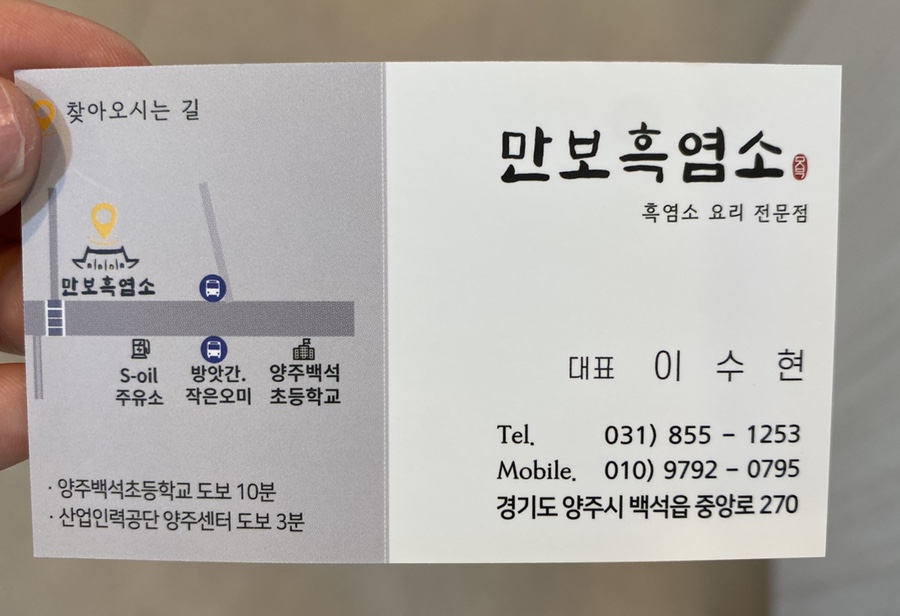 찾아오시는 길
만보흑염소
S-oil
주유소
방앗간.
작은오미
양주백석
초등학교
· 양주백석초등학교 도보 10분
· 산업인력공단 양주센터 도보 3분
만보흑염소
흑염소 요리 전문점
대표 이 수 현
Tel. 031) 855 - 1253
Mobile. 010) 9792 - 0795
경기도 양주시 백석읍 중앙로 270